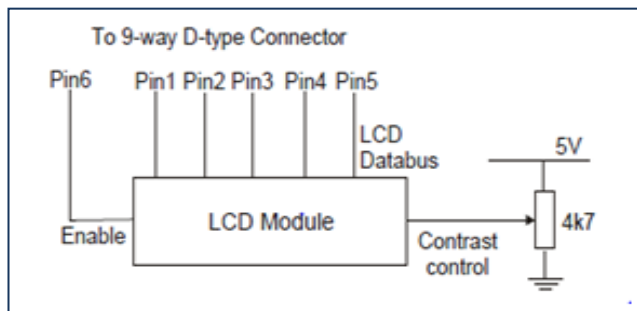 To 9-way D-type Connector
Pin6 Pin1 Pin2 Pin3 Pin4 Pin5
LCD
Databus
5V
LCD Module
4k7
Enable
Contrast
control